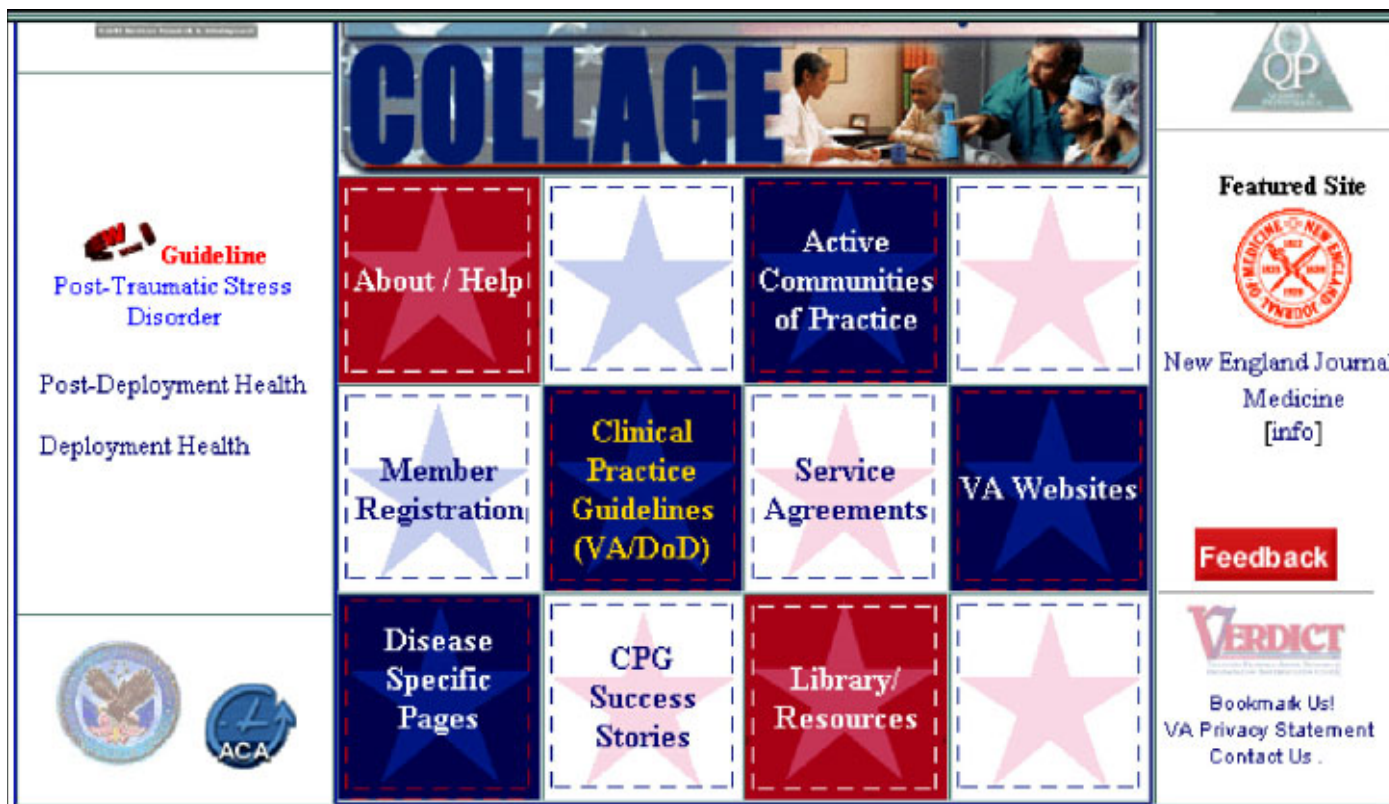 COLLAGE
Guideline
Post-Traumatic Stress
Disorder
Post-Deployment Health
Deployment Health
ACA
About / Help
Active
Communities
of Practice
Member
Registration
Clinical
Practice
Guidelines
(VA/DoD)
Service
Agreements
VA Websites
Disease
Specific
Pages
CPG
Success
Stories
Library/
Resources
OQP
Featured Site
NEW ENGLAND JOURNAL OF MEDICINE
New England Journal
Medicine
[info]
Feedback
VERDICT
Bookmark Us!
VA Privacy Statement
Contact Us .